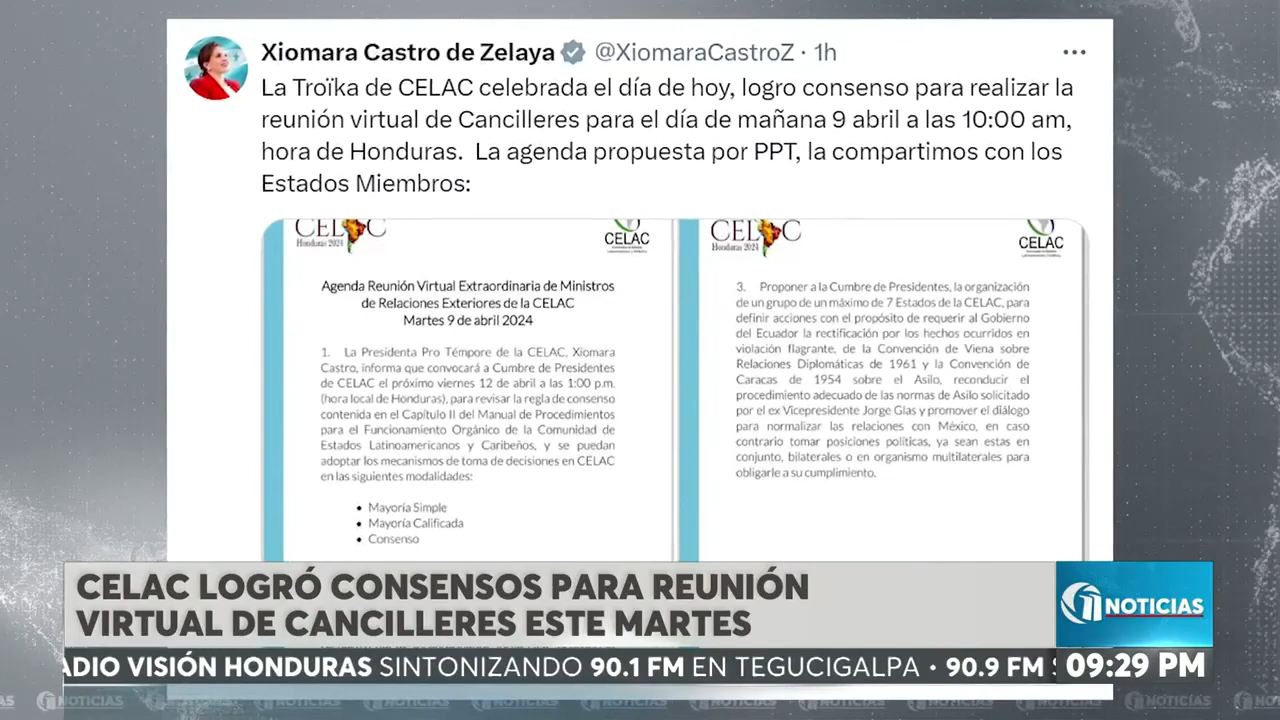 Xiomara Castro de Zelaya @XiomaraCastroZ · 1h
La Troïka de CELAC celebrada el día de hoy, logro consenso para realizar la
reunión virtual de Cancilleres para el día de mañana 9 abril a las 10:00 am,
hora de Honduras. La agenda propuesta por PPT, la compartimos con los
Estados Miembros:
CELAC
Honduras 2024
CELAC
Agenda Reunión Virtual Extraordinaria de Ministros
de Relaciones Exteriores de la CELAC
Martes 9 de abril 2024
1. La Presidenta Pro Témpore de la CELAC, Xiomara
Castro, informa que convocará a Cumbre de Presidentes
de CELAC el próximo viernes 12 de abril a las 1:00 p.m.
(hora local de Honduras), para revisar la regla de consenso
contenida en el Capítulo II del Manual de Procedimientos
para el Funcionamiento Orgánico de la Comunidad de
Estados Latinoamericanos y Caribeños, y se puedan
adoptar los mecanismos de toma de decisiones en CELAC
en las siguientes modalidades:
• Mayoría Simple
• Mayoría Calificada
• Consenso
CELAC
Honduras 2024
CELAC
3. Proponer a la Cumbre de Presidentes, la organización
de un grupo de un máximo de 7 Estados de la CELAC, para
definir acciones con el propósito de requerir al Gobierno
del Ecuador la rectificación por los hechos ocurridos en
violación flagrante, de la Convención de Viena sobre
Relaciones Diplomáticas de 1961 y la Convención de
Caracas de 1954 sobre el Asilo, reconducir el
procedimiento adecuado de las normas de Asilo solicitado
por el ex Vicepresidente Jorge Glas y promover el diálogo
para normalizar las relaciones con México, en caso
contrario tomar posiciones políticas, ya sean estas en
conjunto, bilaterales o en organismo multilaterales para
obligarle a su cumplimiento.
CELAC LOGRÓ CONSENSOS PARA REUNIÓN
VIRTUAL DE CANCILLERES ESTE MARTES
1 NOTICIAS
ADIO VISIÓN HONDURAS SINTONIZANDO 90.1 FM EN TEGUCIGALPA • 90.9 FM
09:29 PM